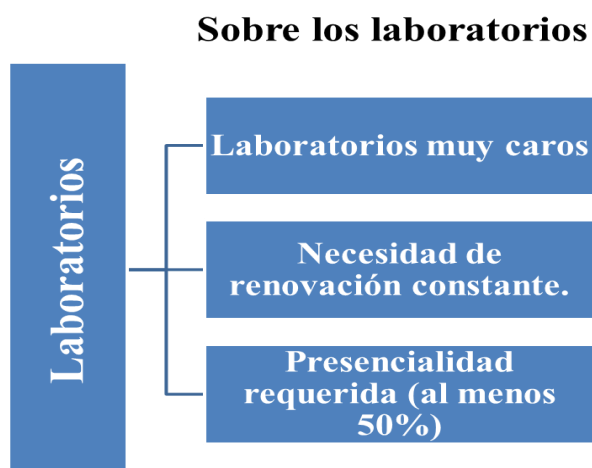 Sobre los laboratorios
Laboratorios
Laboratorios muy caros
Necesidad de
renovación constante.
Presencialidad
requerida (al menos
50%)